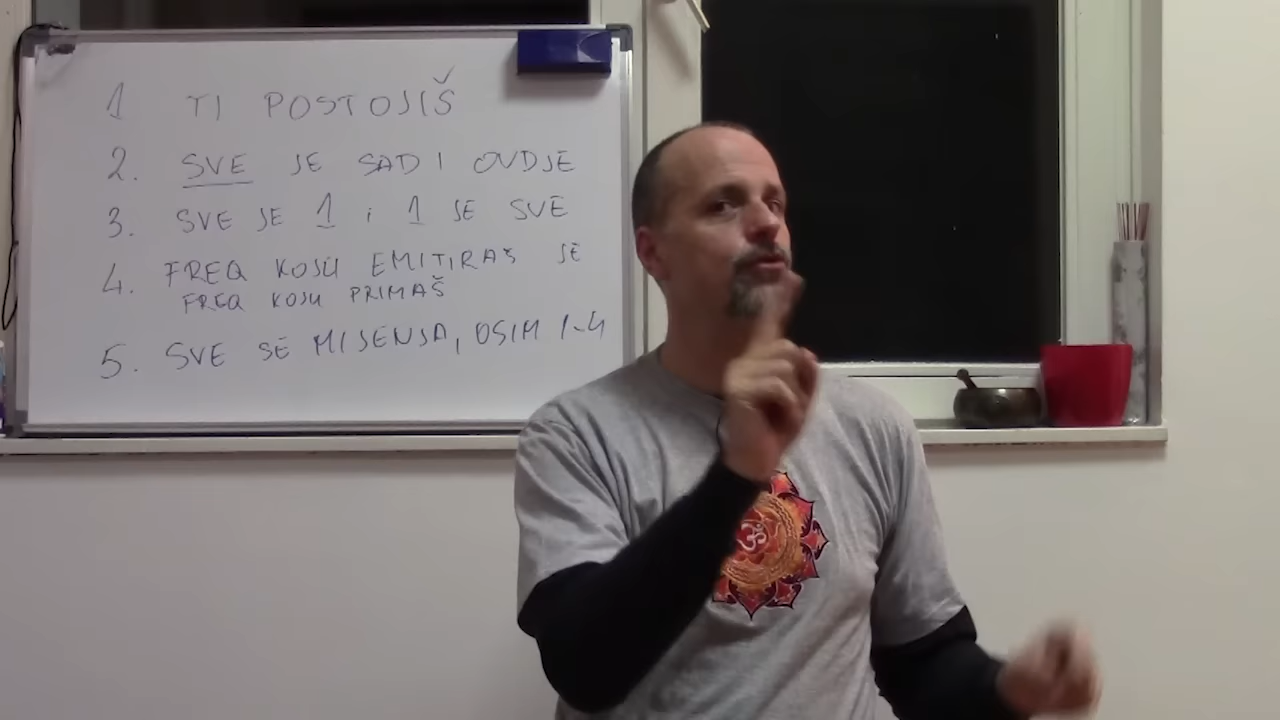 1 TI POSTOJIŠ
2. SVE JE SAD I OVDJE
3. SVE JE 1 i 1 JE SVE
4. FREQ KOJU EMITIRAŠ JE
FREQ KOJU PRIMAŠ
5. SVE SE MIJENJA, OSIM 1-4
ॐ